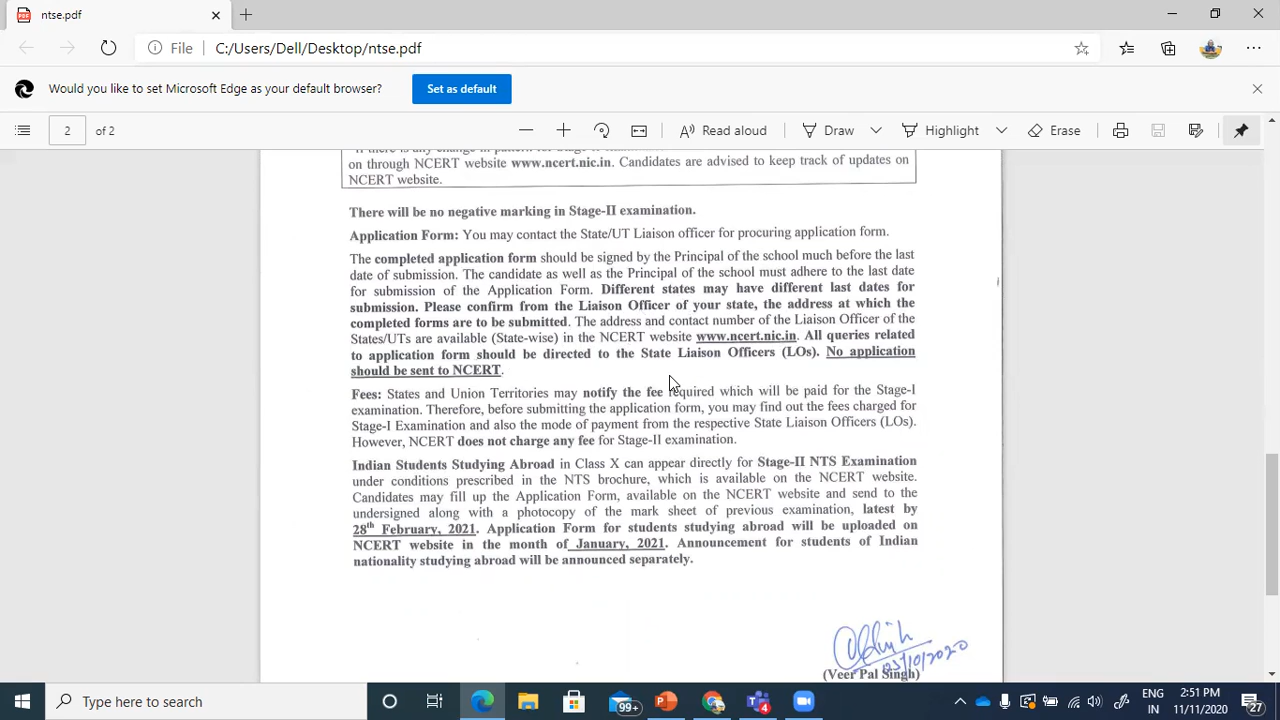 ntse.pdf
File C:/Users/Dell/Desktop/ntse.pdf
Would you like to set Microsoft Edge as your default browser? Set as default
2 of 2 Read aloud Draw Highlight Erase
on through NCERT website www.ncert.nic.in. Candidates are advised to keep track of updates on
NCERT website.
There will be no negative marking in Stage-II examination.
Application Form: You may contact the State/UT Liaison officer for procuring application form.
The completed application form should be signed by the Principal of the school much before the last
date of submission. The candidate as well as the Principal of the school must adhere to the last date
for submission of the Application Form. Different states may have different last dates for
submission. Please confirm from the Liaison Officer of your state, the address at which the
completed forms are to be submitted. The address and contact number of the Liaison Officer of the
States/UTs are available (State-wise) in the NCERT website www.ncert.nic.in. All queries related
to application form should be directed to the State Liaison Officers (LOs). No application
should be sent to NCERT.
Fees: States and Union Territories may notify the fee required which will be paid for the Stage-I
examination. Therefore, before submitting the application form, you may find out the fees charged for
Stage-I Examination and also the mode of payment from the respective State Liaison Officers (LOs).
However, NCERT does not charge any fee for Stage-II examination.
Indian Students Studying Abroad in Class X can appear directly for Stage-II NTS Examination
under conditions prescribed in the NTS brochure, which is available on the NCERT website.
Candidates may fill up the Application Form, available on the NCERT website and send to the
undersigned along with a photocopy of the mark sheet of previous examination, latest by
28th February, 2021. Application Form for students studying abroad will be uploaded on
NCERT website in the month of January, 2021. Announcement for students of Indian
nationality studying abroad will be announced separately.
(Veer Pal Singh)
Type here to search
99+
4
ENG
IN
2:51 PM
11/11/2020
27